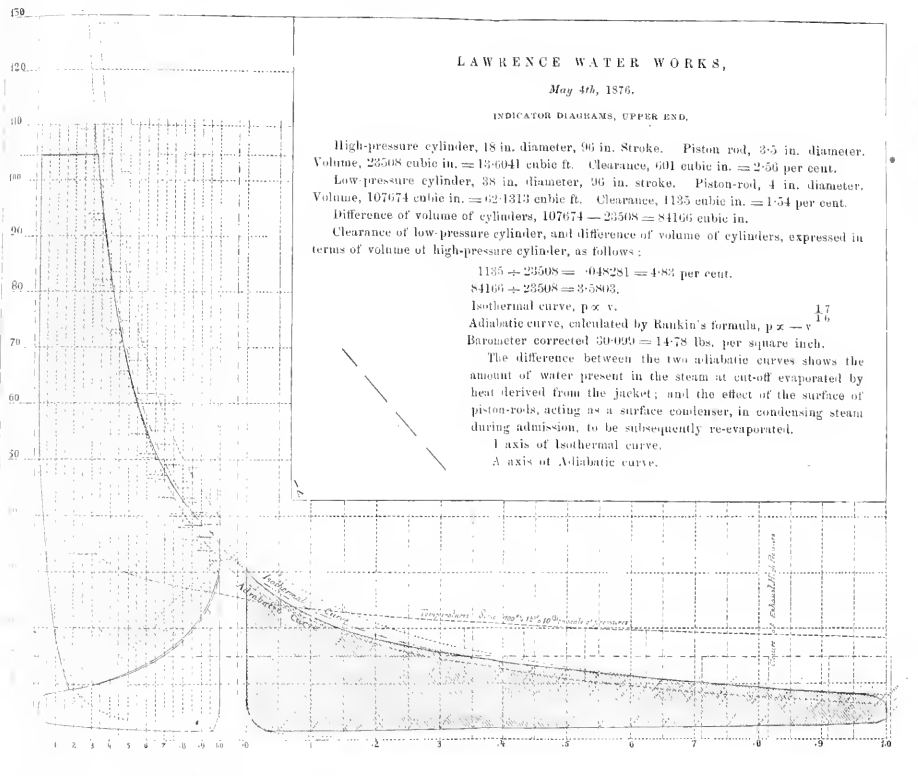 130
LAWRENCE WATER WORKS,
120
May 4th, 1876.
110
INDICATOR DIAGRAMS, UPPER END,
High-pressure cylinder, 18 in. diameter, 96 in. Stroke. Piston rod, 3·5 in. diameter.
Volume, 23508 cubic in. = 13·6041 cubic ft. Clearance, 601 cubic in. = 2·56 per cent.
100
Low-pressure cylinder, 38 in. diameter, 96 in. stroke. Piston-rod, 4 in. diameter.
Volume, 107674 cubic in. = 62·1313 cubic ft. Clearance, 1135 cubic in. = 1·54 per cent.
Difference of volume of cylinders, 107674 — 23508 = 84166 cubic in.
90
Clearance of low-pressure cylinder, and difference of volume of cylinders, expressed in
terms of volume of high-pressure cylinder, as follows :
1135 ÷ 23508 = ·048281 = 4·83 per cent.
80
84166 ÷ 23508 = 3·5803.
Isothermal curve, p ∝ v.
17
16
Adiabatic curve, calculated by Rankin's formula, p ∝ — v
70
Barometer corrected 30·099 = 14·78 lbs. per square inch.
The difference between the two adiabatic curves shows the
amount of water present in the steam at cut-off evaporated by
heat derived from the jacket ; and the effect of the surface of
60
piston-rods, acting as a surface condenser, in condensing steam
during admission, to be subsequently re-evaporated.
50
I axis of Isothermal curve.
A axis of Adiabatic curve.
A
Isothermal Curve
Adiabatic Curve
Temperature
1 2 3 4 5 6 7 ·8 ·9 1·0 ·0 ·1 ·2 ·3 ·4 ·5 ·6 ·7 ·8 ·9 1·0